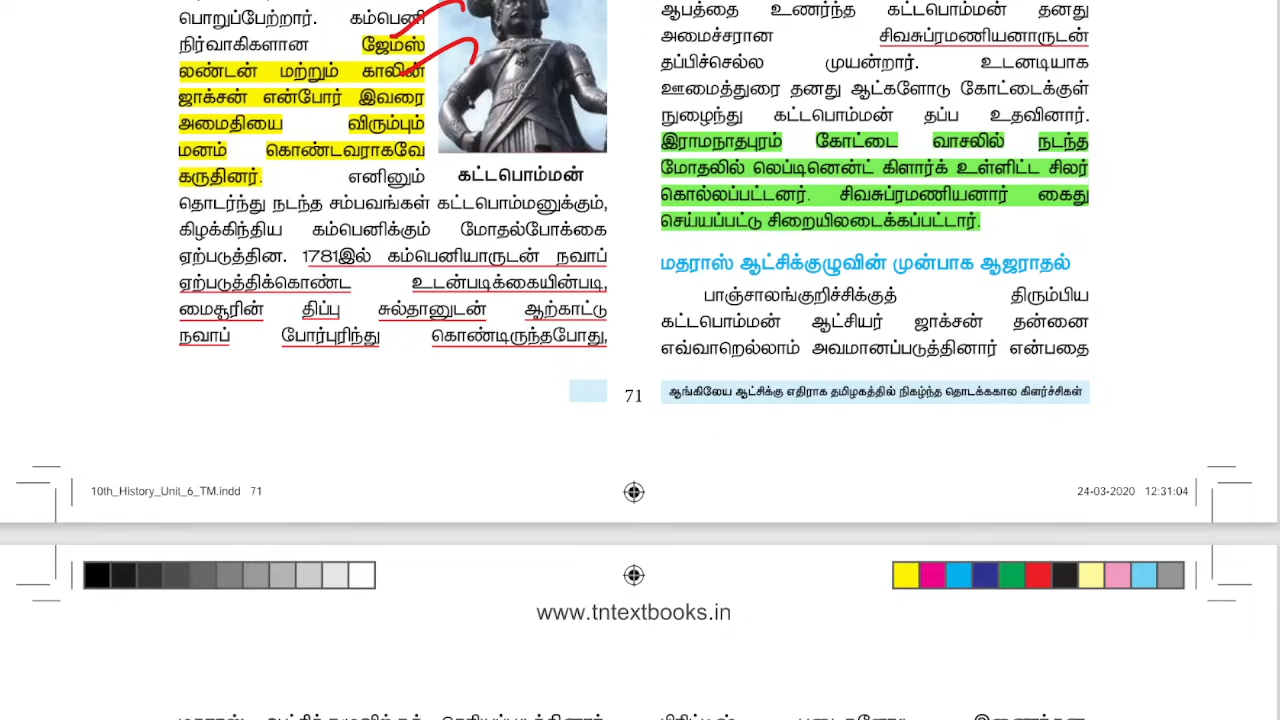 பொறுப்பேற்றார். கம்பெனி
நிர்வாகிகளான ஜேமஸ்
லண்டன் மற்றும் காலின்
ஜாக்சன் என்போர் இவரை
அமைதியை விரும்பும்
மனம் கொண்டவராகவே
கருதினர். எனினும்
கட்டபொம்மன்
தொடர்ந்து நடந்த சம்பவங்கள் கட்டபொம்மனுக்கும்,
கிழக்கிந்திய கம்பெனிக்கும் மோதல்போக்கை
ஏற்படுத்தின. 1781இல் கம்பெனியாருடன் நவாப்
ஏற்படுத்திக்கொண்ட உடன்படிக்கையின்படி,
மைசூரின் திப்பு சுல்தானுடன் ஆற்காட்டு
நவாப் போர்புரிந்து கொண்டிருந்தபோது,
ஆபத்தை உணர்ந்த கட்டபொம்மன் தனது
அமைச்சரான சிவசுப்ரமணியனாருடன்
தப்பிச்செல்ல முயன்றார். உடனடியாக
ஊமைத்துரை தனது ஆட்களோடு கோட்டைக்குள்
நுழைந்து கட்டபொம்மன் தப்ப உதவினார்.
இராமநாதபுரம் கோட்டை வாசலில் நடந்த
மோதலில் லெப்டினென்ட் கிளார்க் உள்ளிட்ட சிலர்
கொல்லப்பட்டனர். சிவசுப்ரமணியனார் கைது
செய்யப்பட்டு சிறையிலடைக்கப்பட்டார்.
மதராஸ் ஆட்சிக்குழுவின் முன்பாக ஆஜராதல்
பாஞ்சாலங்குறிச்சிக்குத் திரும்பிய
கட்டபொம்மன் ஆட்சியர் ஜாக்சன் தன்னை
எவ்வாறெல்லாம் அவமானப்படுத்தினார் என்பதை
71
ஆங்கிலேய ஆட்சிக்கு எதிராக தமிழகத்தில் நிகழ்ந்த தொடக்ககால கிளர்ச்சிகள்
10th_History_Unit_6_TM.indd 71
24-03-2020 12:31:04
www.tntextbooks.in